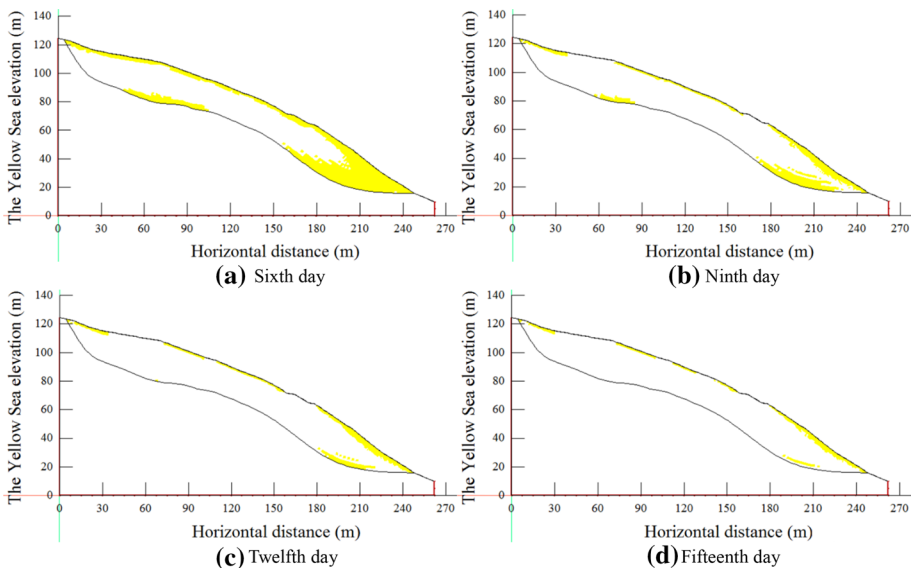 The Yellow Sea elevation (m)
140
120
100
80
60
40
20
0
0 30 60 90 120 150 180 210 240 270
Horizontal distance (m)
(a) Sixth day
The Yellow Sea elevation (m)
140
120
100
80
60
40
20
0
0 30 60 90 120 150 180 210 240 270
Horizontal distance (m)
(b) Ninth day
The Yellow Sea elevation (m)
140
120
100
80
60
40
20
0
0 30 60 90 120 150 180 210 240 270
Horizontal distance (m)
(c) Twelfth day
The Yellow Sea elevation (m)
140
120
100
80
60
40
20
0
0 30 60 90 120 150 180 210 240 270
Horizontal distance (m)
(d) Fifteenth day